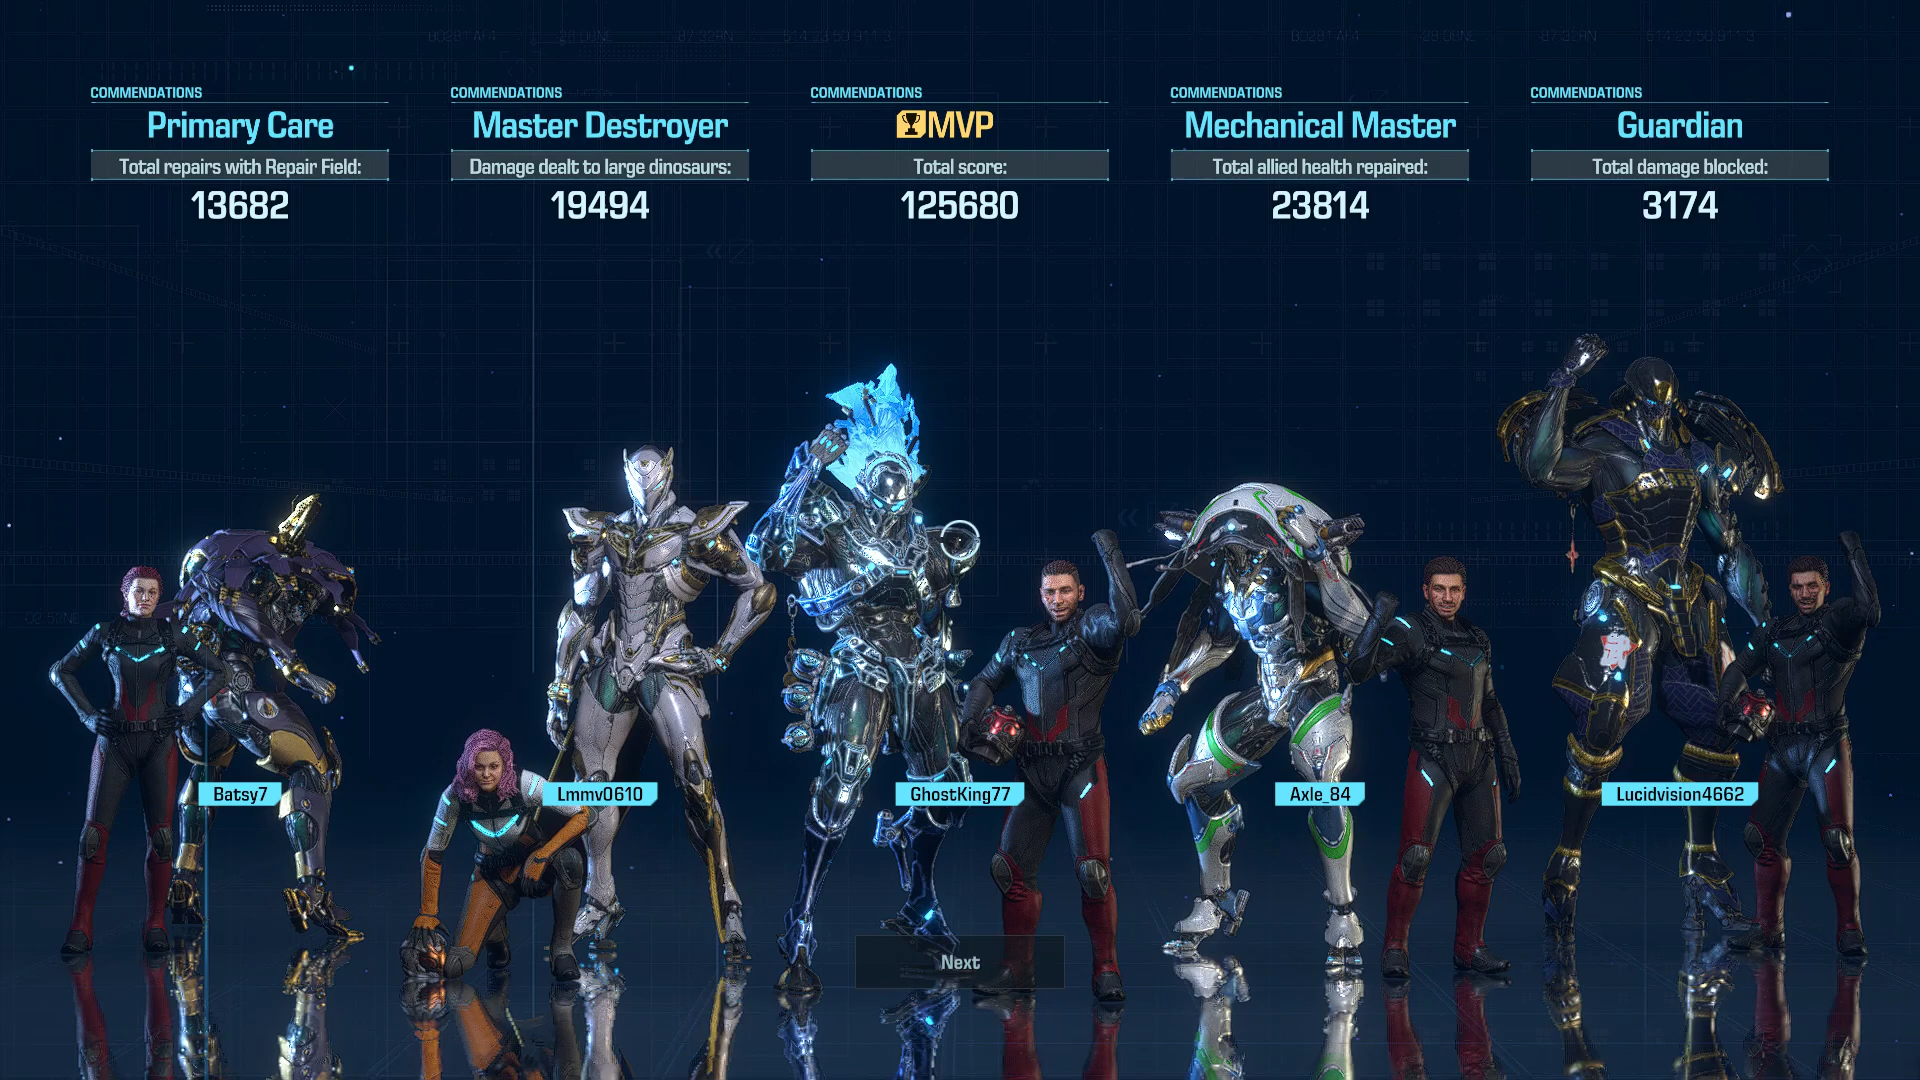 COMMENDATIONS
Primary Care
Total repairs with Repair Field:
13682
COMMENDATIONS
Master Destroyer
Damage dealt to large dinosaurs:
19494
COMMENDATIONS
MVP
Total score:
125680
COMMENDATIONS
Mechanical Master
Total allied health repaired:
23814
COMMENDATIONS
Guardian
Total damage blocked:
3174
Batsy7
Lmmv0610
GhostKing77
Axle_84
Lucidvision4662
Next